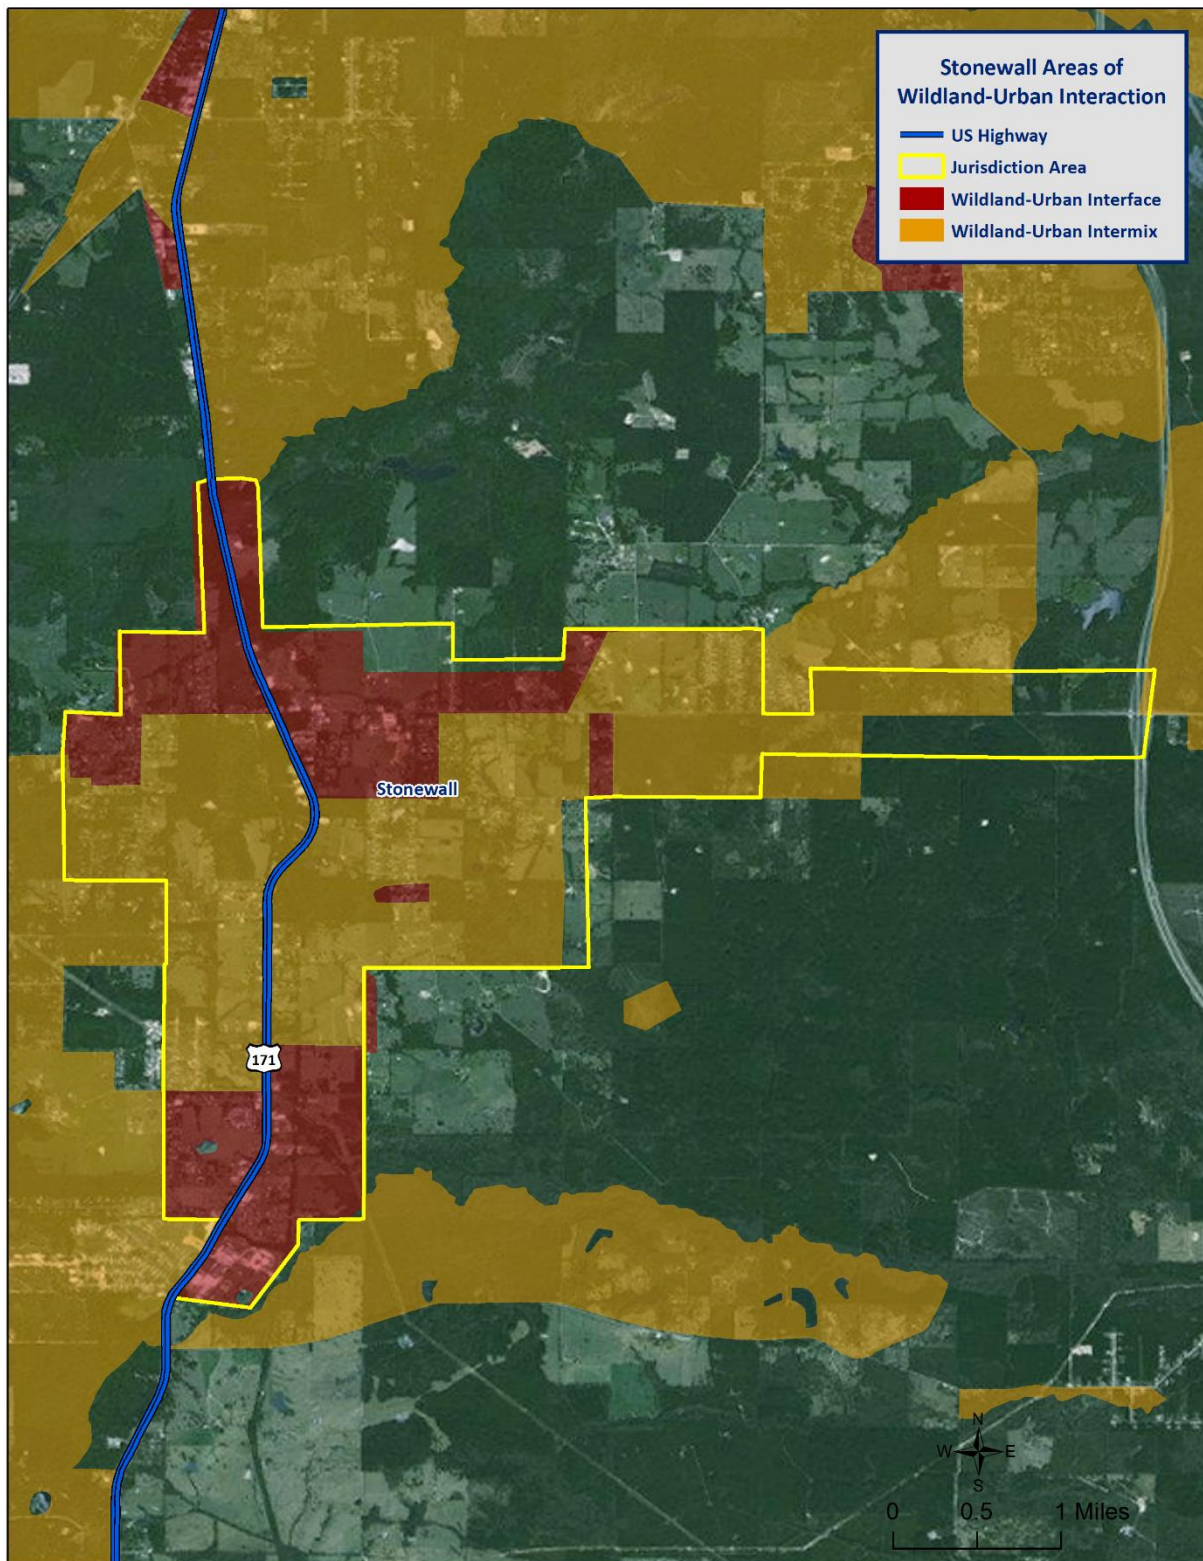 Stonewall Areas of
Wildland-Urban Interaction
US Highway
Jurisdiction Area
Wildland-Urban Interface
Wildland-Urban Intermix
Stonewall
171
N
W E
S
0 0.5 1 Miles